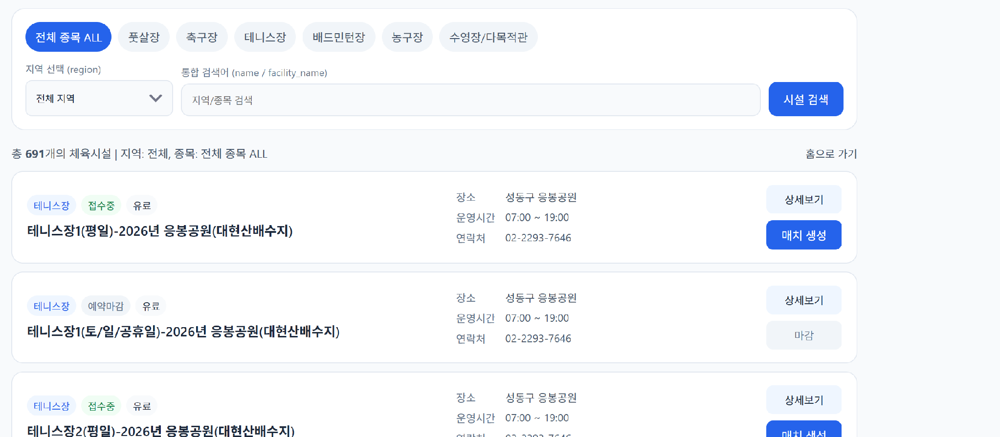 전체 종목 ALL 풋살장 축구장 테니스장 배드민턴장 농구장 수영장/다목적관
지역 선택 (region)
전체 지역
통합 검색어 (name / facility_name)
지역/종목 검색
시설 검색
총 691개의 체육시설 | 지역: 전체, 종목: 전체 종목 ALL
홈으로 가기
테니스장 접수중 유료
테니스장1(평일)-2026년 응봉공원(대현산배수지)
장소 성동구 응봉공원
운영시간 07:00 ~ 19:00
연락처 02-2293-7646
상세보기
매치 생성
테니스장 예약마감 유료
테니스장1(토/일/공휴일)-2026년 응봉공원(대현산배수지)
장소 성동구 응봉공원
운영시간 07:00 ~ 19:00
연락처 02-2293-7646
상세보기
마감
테니스장 접수중 유료
테니스장2(평일)-2026년 응봉공원(대현산배수지)
장소 성동구 응봉공원
운영시간 07:00 ~ 19:00
연락처 02-2293-7646
상세보기
매치 생성